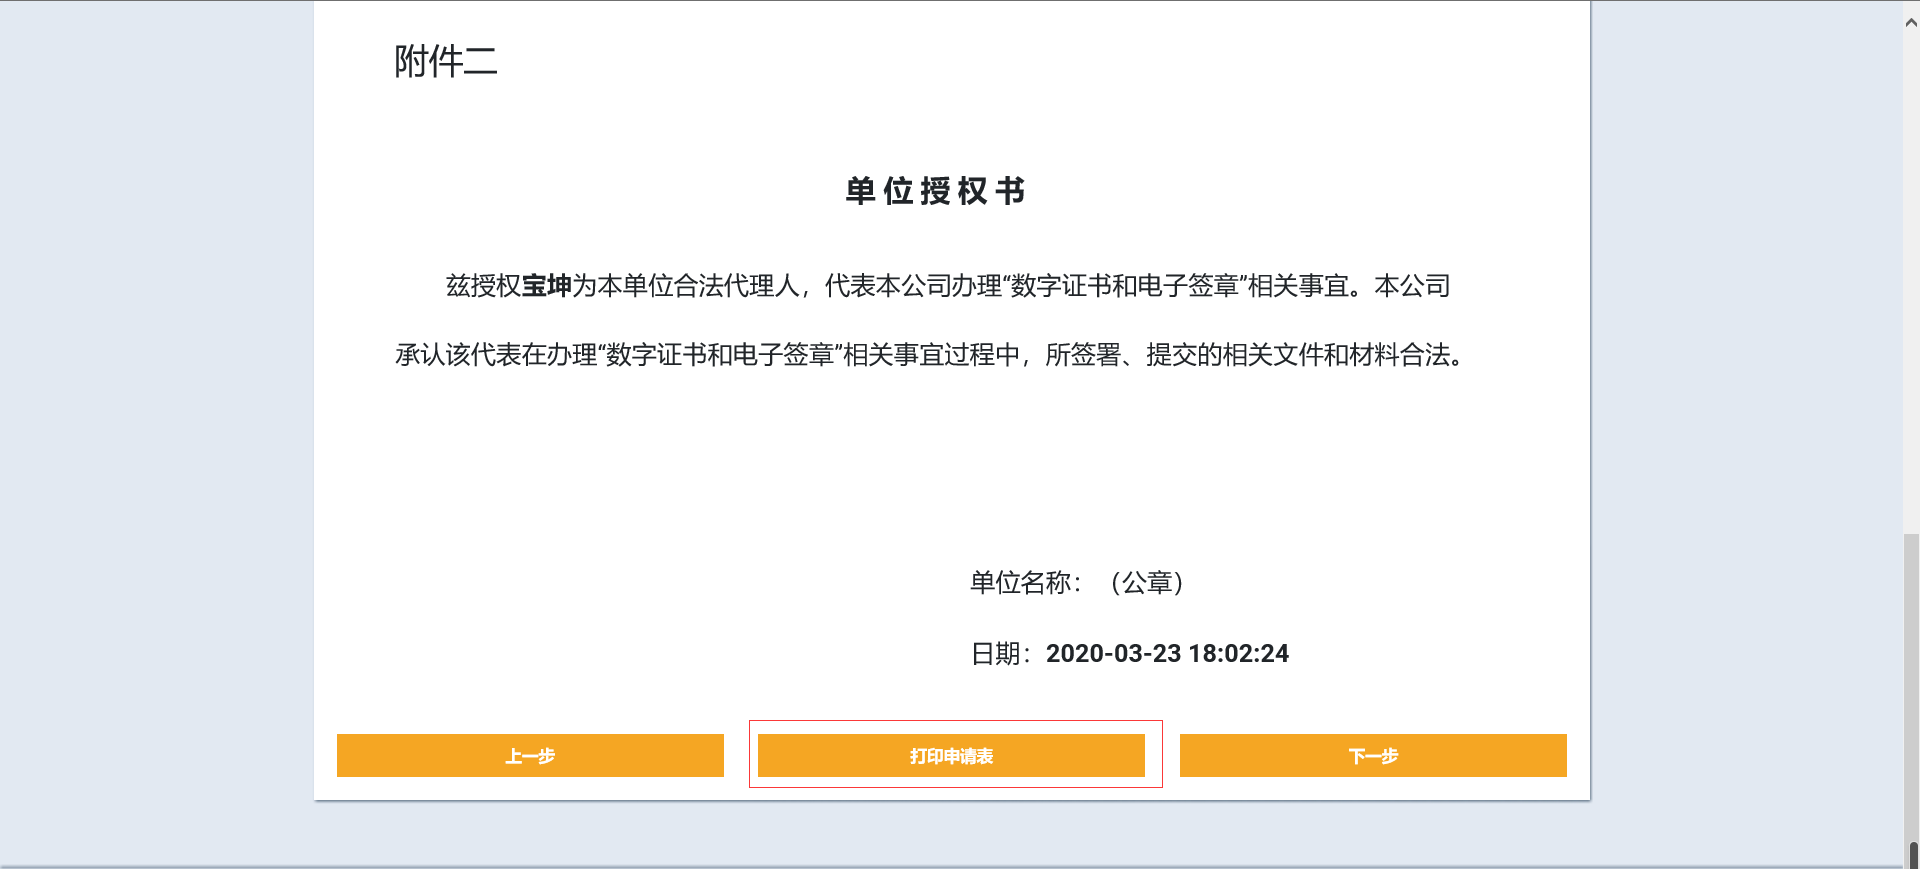 附件二
单位授权书
兹授权宝坤为本单位合法代理人，代表本公司办理“数字证书和电子签章”相关事宜。本公司
承认该代表在办理“数字证书和电子签章”相关事宜过程中，所签署、提交的相关文件和材料合法。
单位名称：（公章）
日期：2020-03-23 18:02:24
上一步
打印申请表
下一步